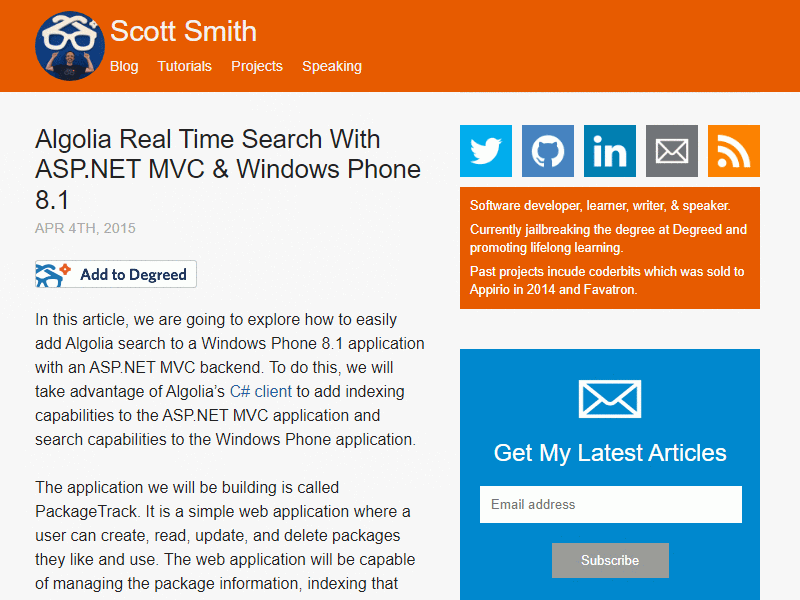 Scott Smith
Blog Tutorials Projects Speaking
Algolia Real Time Search With
ASP.NET MVC & Windows Phone
8.1
APR 4TH, 2015
Add to Degreed
In this article, we are going to explore how to easily
add Algolia search to a Windows Phone 8.1 application
with an ASP.NET MVC backend. To do this, we will
take advantage of Algolia’s C# client to add indexing
capabilities to the ASP.NET MVC application and
search capabilities to the Windows Phone application.
The application we will be building is called
PackageTrack. It is a simple web application where a
user can create, read, update, and delete packages
they like and use. The web application will be capable
of managing the package information, indexing that
in
Software developer, learner, writer, & speaker.
Currently jailbreaking the degree at Degreed and
promoting lifelong learning.
Past projects incude coderbits which was sold to
Appirio in 2014 and Favatron.
Get My Latest Articles
Email address
Subscribe